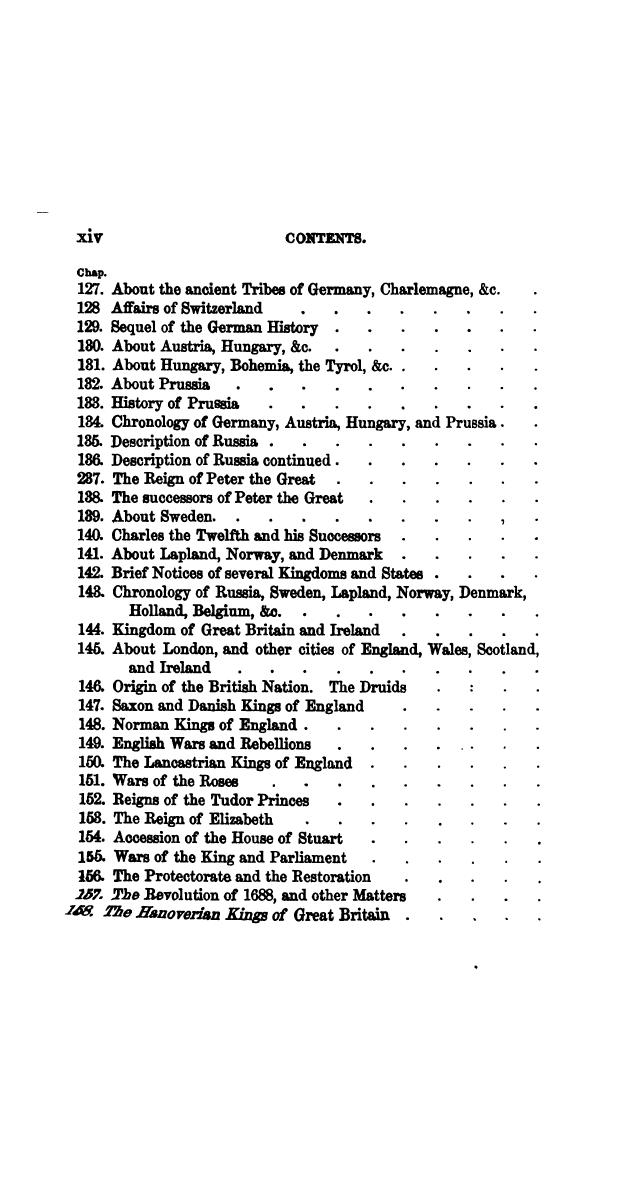 xiv CONTENTS.
Chap.
127. About the ancient Tribes of Germany, Charlemagne, &c. .
128 Affairs of Switzerland . . . . . . . .
129. Sequel of the German History . . . . . . .
130. About Austria, Hungary, &c. . . . . . . .
131. About Hungary, Bohemia, the Tyrol, &c. . . . . .
132. About Prussia . . . . . . . . . .
133. History of Prussia . . . . . . . . .
134. Chronology of Germany, Austria, Hungary, and Prussia . .
135. Description of Russia . . . . . . . . .
136. Description of Russia continued . . . . . . .
237. The Reign of Peter the Great . . . . . . .
138. The successors of Peter the Great . . . . . .
139. About Sweden. . . . . . . . . , .
140. Charles the Twelfth and his Successors . . . . .
141. About Lapland, Norway, and Denmark . . . . .
142. Brief Notices of several Kingdoms and States . . . .
143. Chronology of Russia, Sweden, Lapland, Norway, Denmark,
Holland, Belgium, &c. . . . . . . . .
144. Kingdom of Great Britain and Ireland . . . . .
145. About London, and other cities of England, Wales, Scotland,
and Ireland . . . . . . . . . .
146. Origin of the British Nation. The Druids . : . .
147. Saxon and Danish Kings of England . . . . .
148. Norman Kings of England . . . . . . . .
149. English Wars and Rebellions . . . . . . .
150. The Lancastrian Kings of England . . . . . .
151. Wars of the Roses . . . . . . . . .
152. Reigns of the Tudor Princes . . . . . . .
153. The Reign of Elizabeth . . . . . . . .
154. Accession of the House of Stuart . . . . . .
155. Wars of the King and Parliament . . . . . .
156. The Protectorate and the Restoration . . . . .
157. The Revolution of 1688, and other Matters . . . .
158. The Hanoverian Kings of Great Britain . . . . .